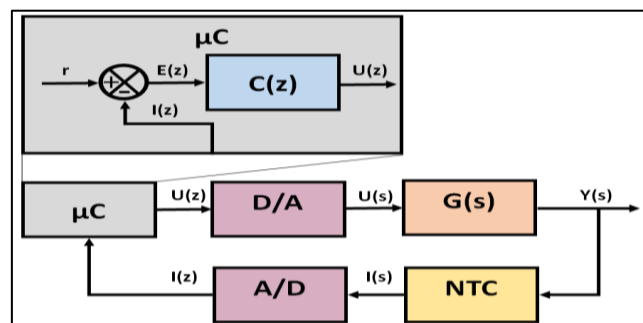 μC
r
+
E(z)
C(z)
U(z)
−
I(z)
μC
U(z)
D/A
U(s)
G(s)
Y(s)
I(z)
A/D
I(s)
NTC